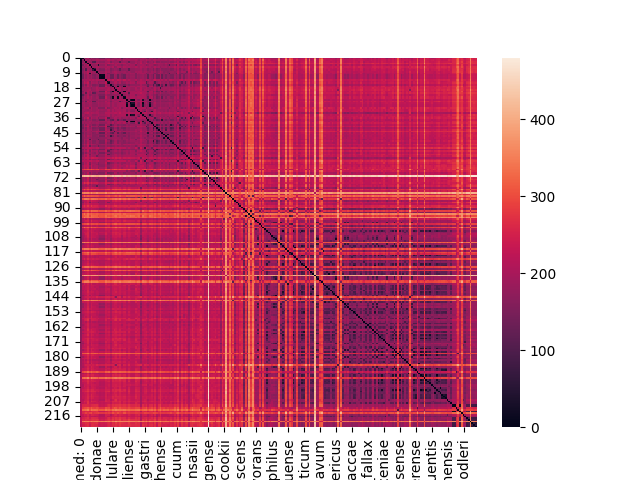 0
9
18
27
36
45
54
63
72
81
90
99
108
117
126
135
144
153
162
171
180
189
198
207
216
400
300
200
100
0
med: 0
donae
lulare
liense
gastri
hense
cuum
nsasii
gense
cookii
scens
orans
philus
uense
ticum
avum
ericus
accae
fallax
ceniae
sense
rense
uentis
nensis
odleri